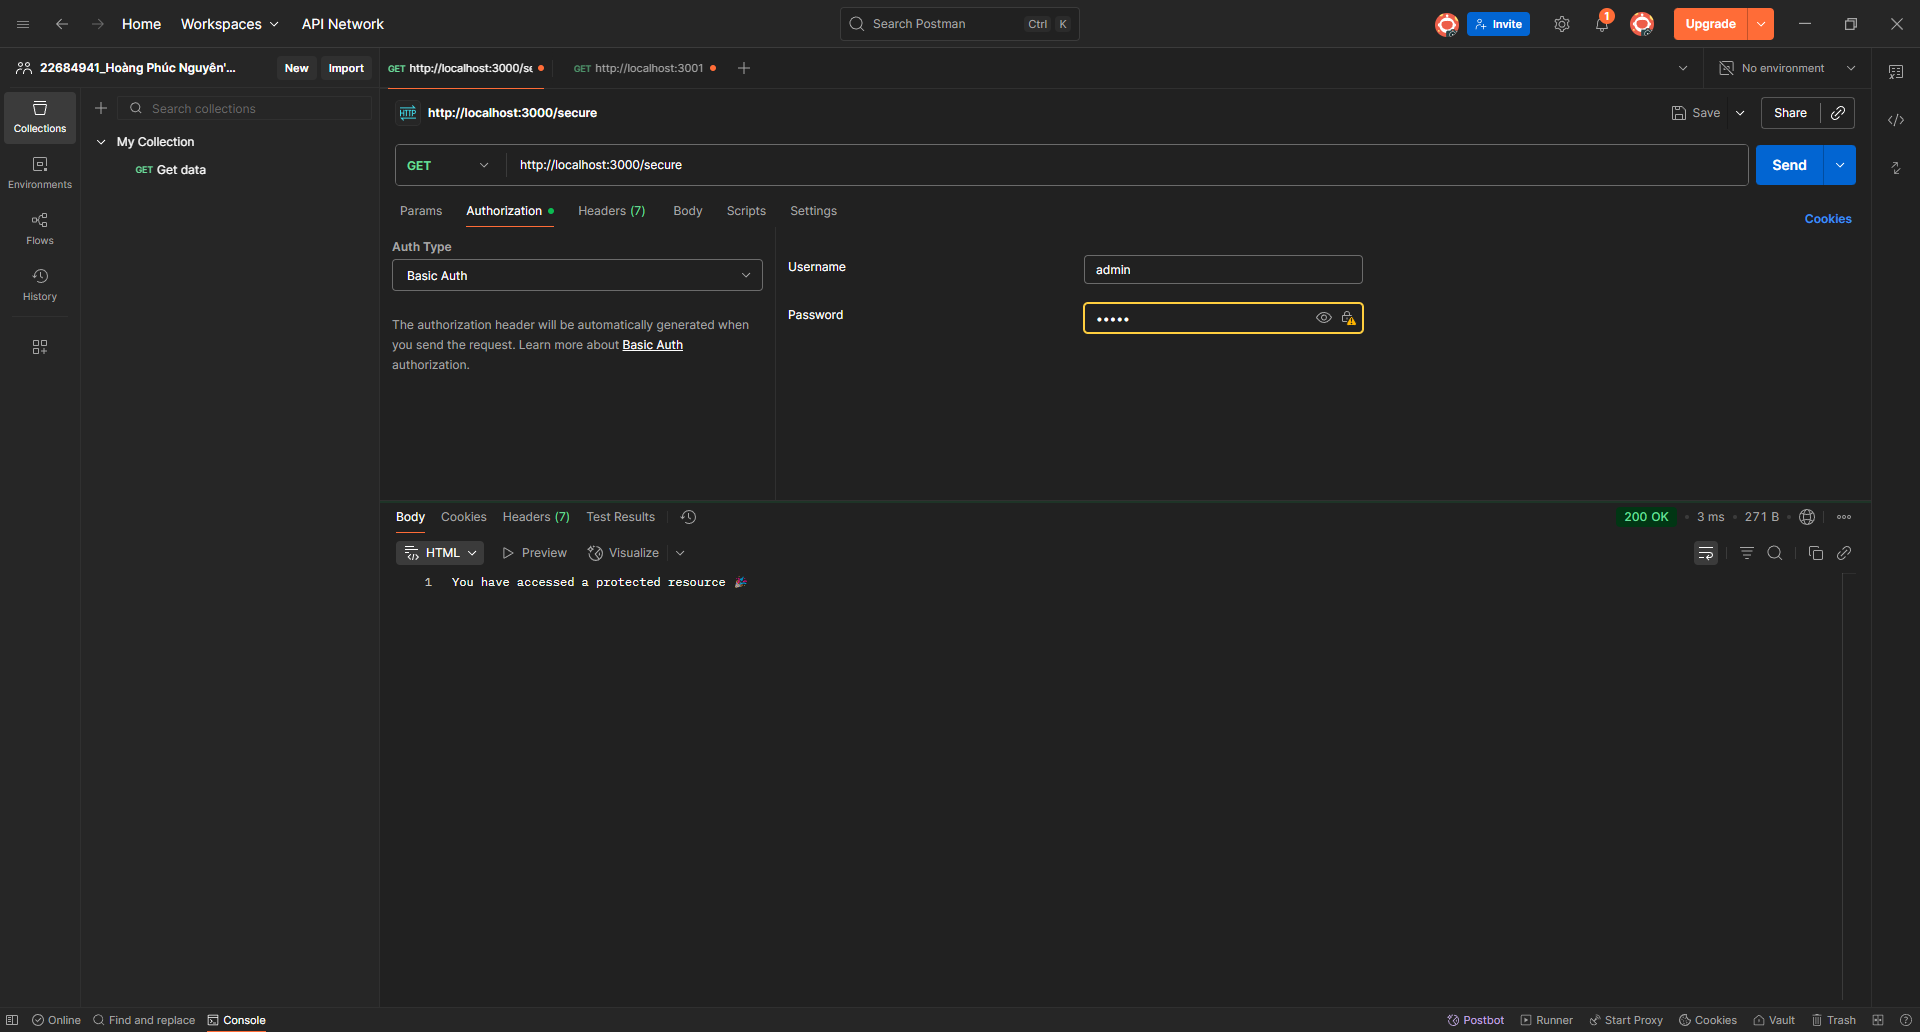 Home Workspaces API Network Search Postman Ctrl K Invite 1 Upgrade
22684941_Hoàng Phúc Nguyên'... New Import GET http://localhost:3000/se GET http://localhost:3001 No environment
Search collections
HTTP http://localhost:3000/secure Save Share
Collections
My Collection
GET Get data
GET http://localhost:3000/secure Send
Environments
Params Authorization Headers (7) Body Scripts Settings Cookies
Flows
Auth Type
Basic Auth
Username admin
History
Password •••••
The authorization header will be automatically generated when
you send the request. Learn more about Basic Auth
authorization.
Body Cookies Headers (7) Test Results 200 OK • 3 ms • 271 B •
HTML Preview Visualize
1 You have accessed a protected resource 🎉
Online Find and replace Console Postbot Runner Start Proxy Cookies Vault Trash